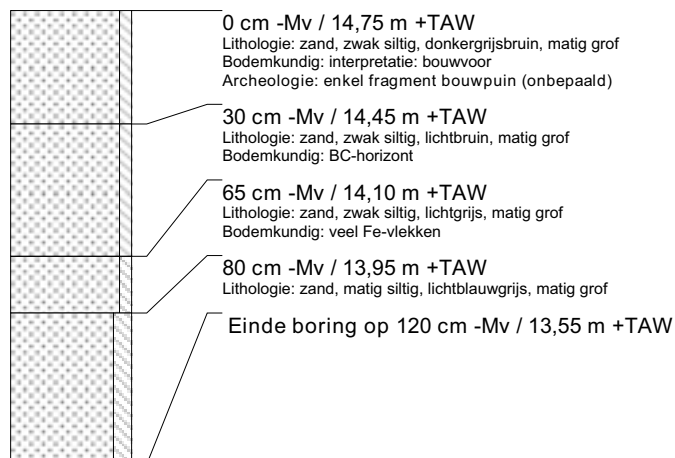 0 cm -Mv / 14,75 m +TAW
Lithologie: zand, zwak siltig, donkergrijsbruin, matig grof
Bodemkundig: interpretatie: bouwvoor
Archeologie: enkel fragment bouwpuin (onbepaald)
30 cm -Mv / 14,45 m +TAW
Lithologie: zand, zwak siltig, lichtbruin, matig grof
Bodemkundig: BC-horizont
65 cm -Mv / 14,10 m +TAW
Lithologie: zand, zwak siltig, lichtgrijs, matig grof
Bodemkundig: veel Fe-vlekken
80 cm -Mv / 13,95 m +TAW
Lithologie: zand, matig siltig, lichtblauwgrijs, matig grof
Einde boring op 120 cm -Mv / 13,55 m +TAW